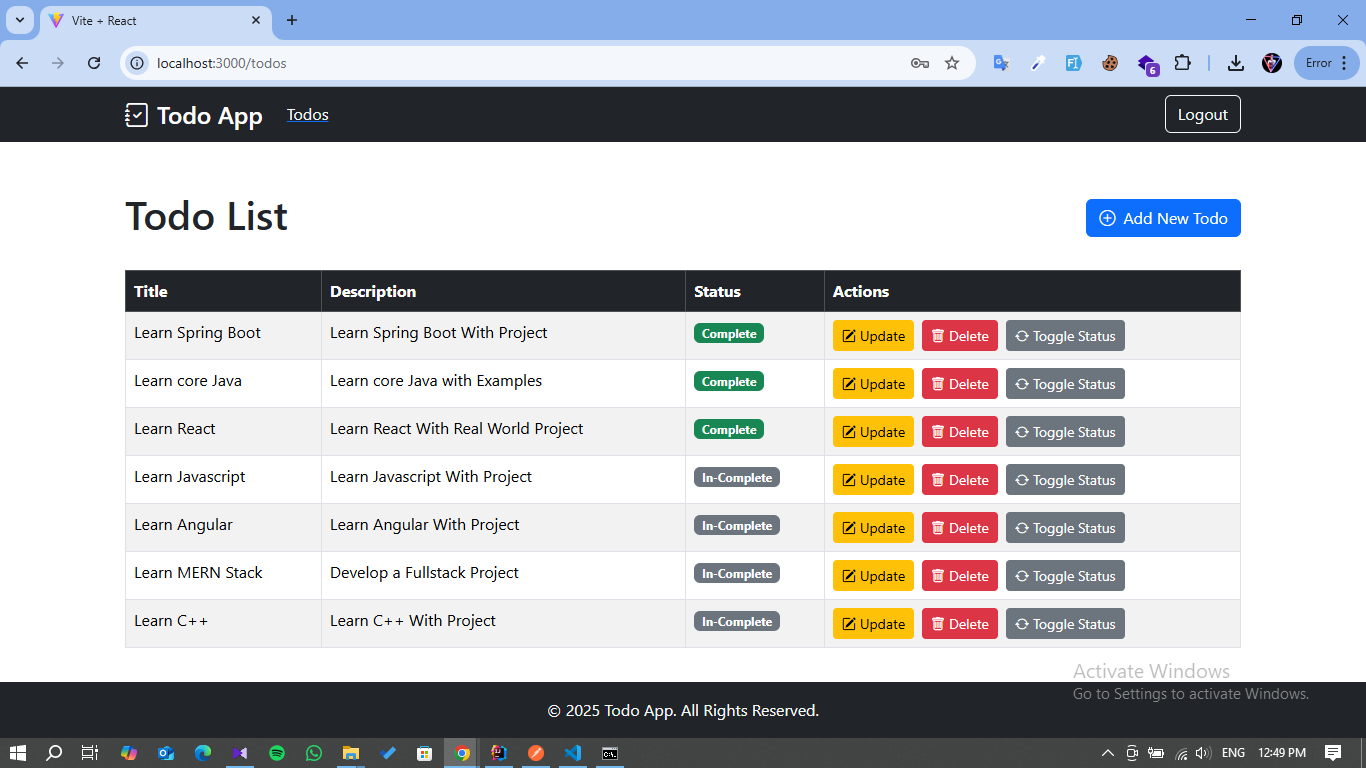 Vite + React
localhost:3000/todos
6
Error
Todo App Todos Logout
Todo List
Add New Todo
Title Description Status Actions
Learn Spring Boot Learn Spring Boot With Project Complete Update Delete Toggle Status
Learn core Java Learn core Java with Examples Complete Update Delete Toggle Status
Learn React Learn React With Real World Project Complete Update Delete Toggle Status
Learn Javascript Learn Javascript With Project In-Complete Update Delete Toggle Status
Learn Angular Learn Angular With Project In-Complete Update Delete Toggle Status
Learn MERN Stack Develop a Fullstack Project In-Complete Update Delete Toggle Status
Learn C++ Learn C++ With Project In-Complete Update Delete Toggle Status
Activate Windows
Go to Settings to activate Windows.
© 2025 Todo App. All Rights Reserved.
ENG 12:49 PM